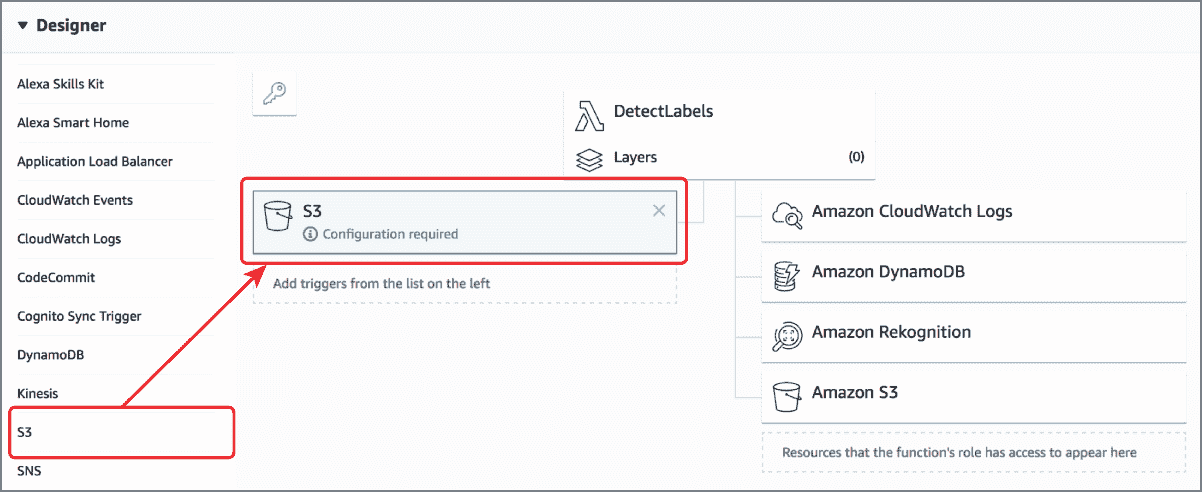 Designer
Alexa Skills Kit
Alexa Smart Home
Application Load Balancer
CloudWatch Events
CloudWatch Logs
CodeCommit
Cognito Sync Trigger
DynamoDB
Kinesis
S3
SNS
DetectLabels
Layers (0)
S3
Configuration required
Add triggers from the list on the left
Amazon CloudWatch Logs
Amazon DynamoDB
Amazon Rekognition
Amazon S3
Resources that the function's role has access to appear here